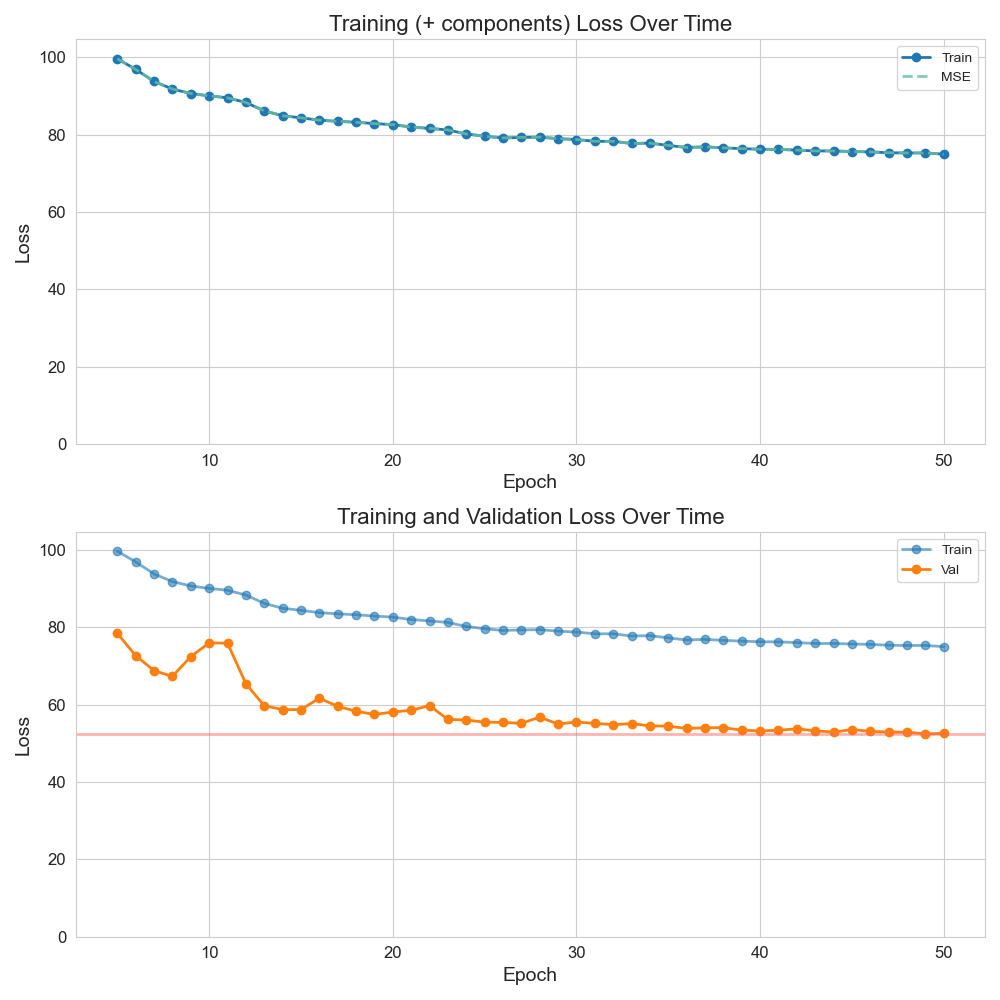 Training (+ components) Loss Over Time
Train
MSE
Loss
100
80
60
40
20
0
10 20 30 40 50
Epoch
Training and Validation Loss Over Time
Train
Val
Loss
100
80
60
40
20
0
10 20 30 40 50
Epoch